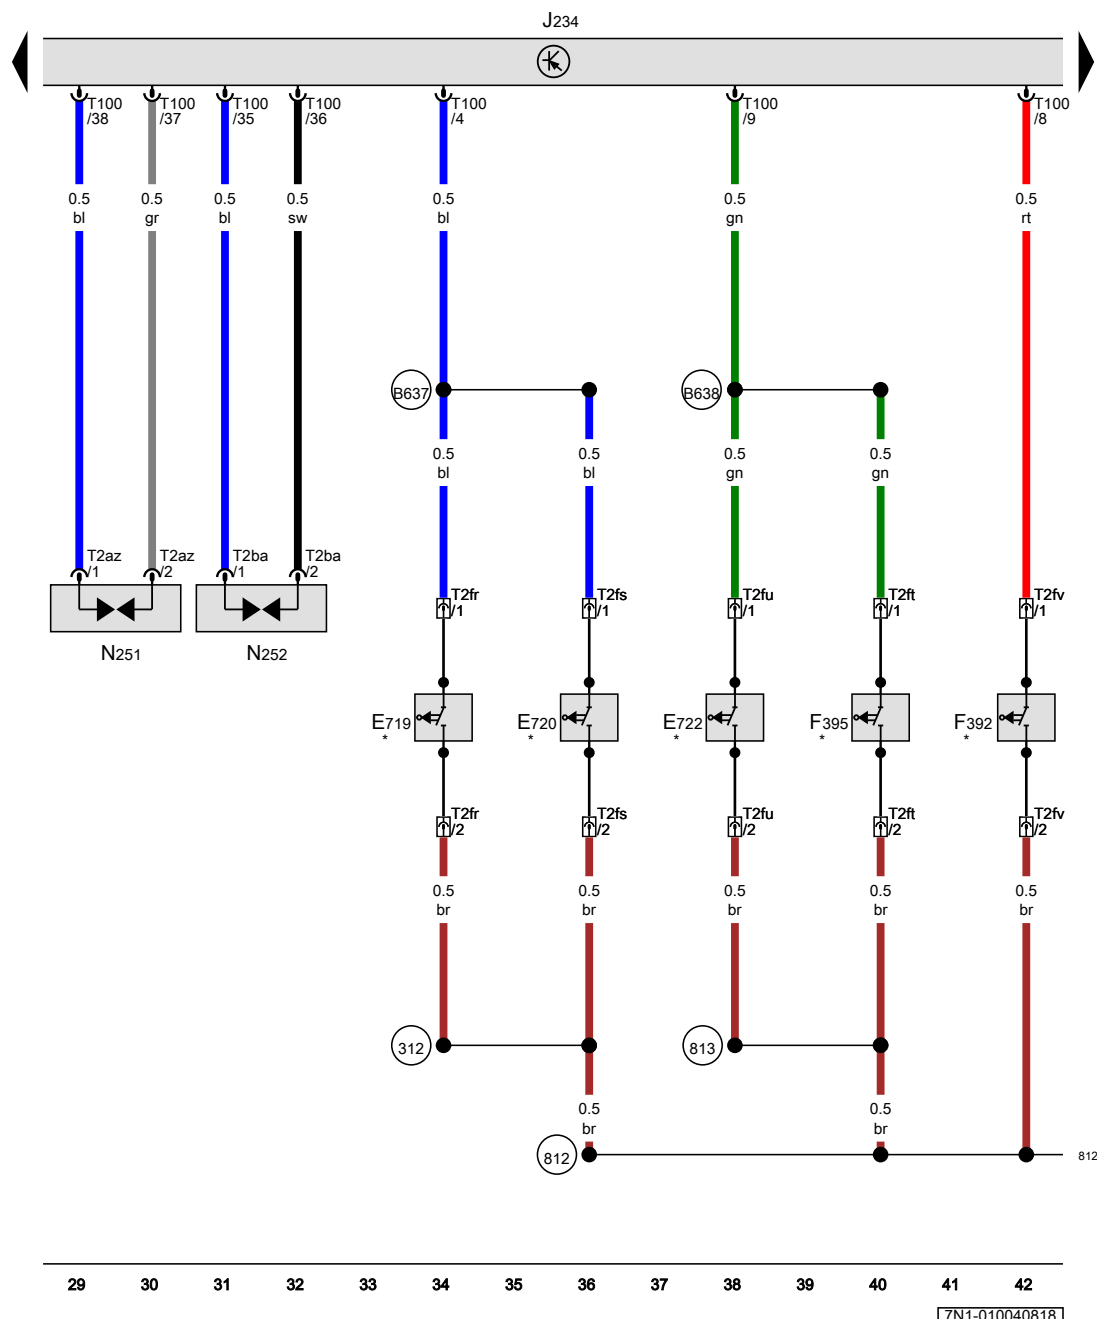 J234
T100 T100 T100 T100 T100 T100 T100
/38 /37 /35 /36 /4 /9 /8
0.5 0.5 0.5 0.5 0.5 0.5 0.5
bl gr bl sw bl gn rt
B637 B638
0.5 0.5 0.5 0.5
bl bl gn gn
T2az T2az T2ba T2ba
/1 /2 /1 /2
T2fr T2fs T2fu T2ft T2fv
/1 /1 /1 /1 /1
N251 N252
E719 E720 E722 F395 F392
* * * * *
T2fr T2fs T2fu T2ft T2fv
/2 /2 /2 /2 /2
0.5 0.5 0.5 0.5 0.5
br br br br br
312 813
0.5 0.5
br br
812 812
29 30 31 32 33 34 35 36 37 38 39 40 41 42
7N1-010040818